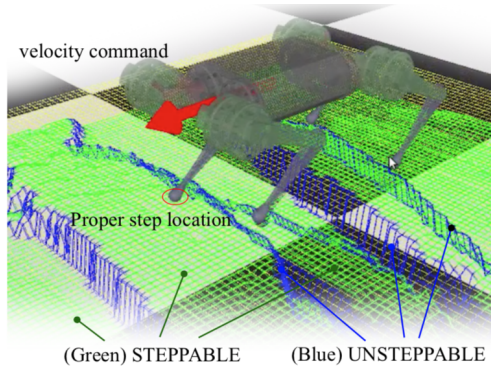 velocity command
Proper step location
(Green) STEPPABLE
(Blue) UNSTEPPABLE